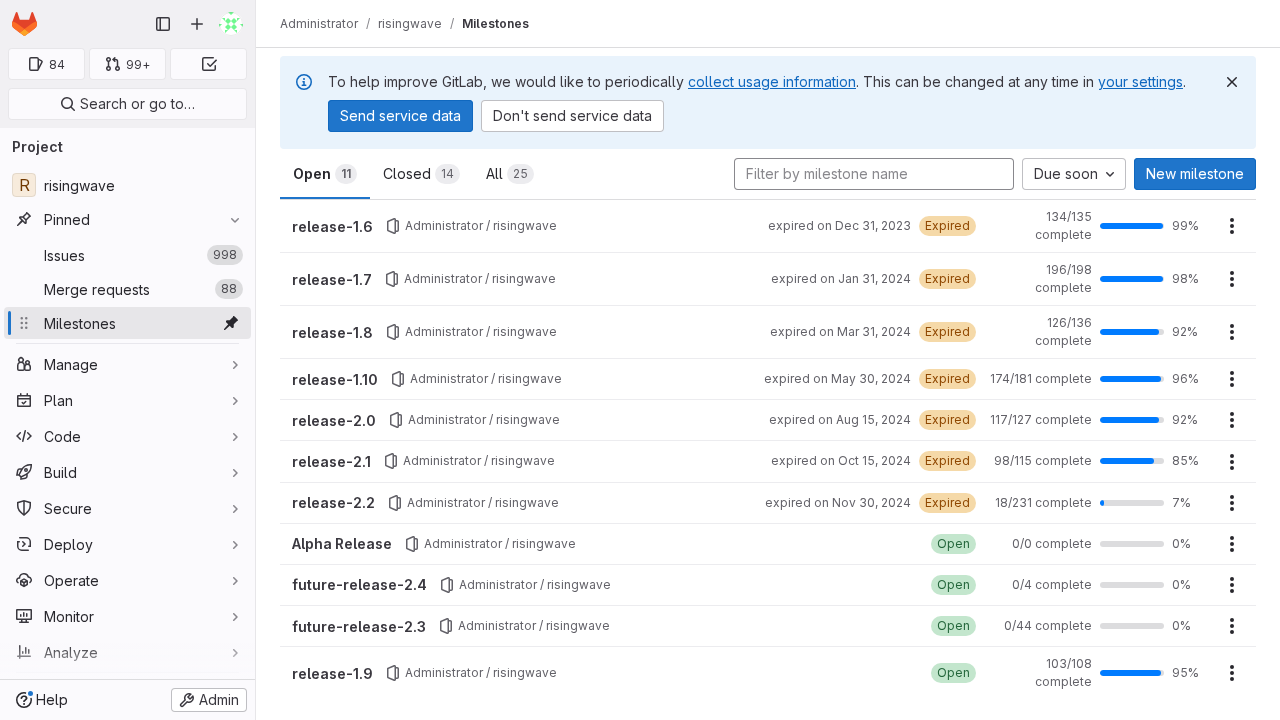 84
99+
Search or go to…
Project
R risingwave
Pinned
Issues 998
Merge requests 88
Milestones
Manage
Plan
Code
Build
Secure
Deploy
Operate
Monitor
Analyze
Help
Admin
Administrator / risingwave / Milestones
To help improve GitLab, we would like to periodically collect usage information. This can be changed at any time in your settings.
Send service data
Don't send service data
Open 11
Closed 14
All 25
Filter by milestone name
Due soon
New milestone
release-1.6 Administrator / risingwave expired on Dec 31, 2023 Expired 134/135 complete 99%
release-1.7 Administrator / risingwave expired on Jan 31, 2024 Expired 196/198 complete 98%
release-1.8 Administrator / risingwave expired on Mar 31, 2024 Expired 126/136 complete 92%
release-1.10 Administrator / risingwave expired on May 30, 2024 Expired 174/181 complete 96%
release-2.0 Administrator / risingwave expired on Aug 15, 2024 Expired 117/127 complete 92%
release-2.1 Administrator / risingwave expired on Oct 15, 2024 Expired 98/115 complete 85%
release-2.2 Administrator / risingwave expired on Nov 30, 2024 Expired 18/231 complete 7%
Alpha Release Administrator / risingwave Open 0/0 complete 0%
future-release-2.4 Administrator / risingwave Open 0/4 complete 0%
future-release-2.3 Administrator / risingwave Open 0/44 complete 0%
release-1.9 Administrator / risingwave Open 103/108 complete 95%